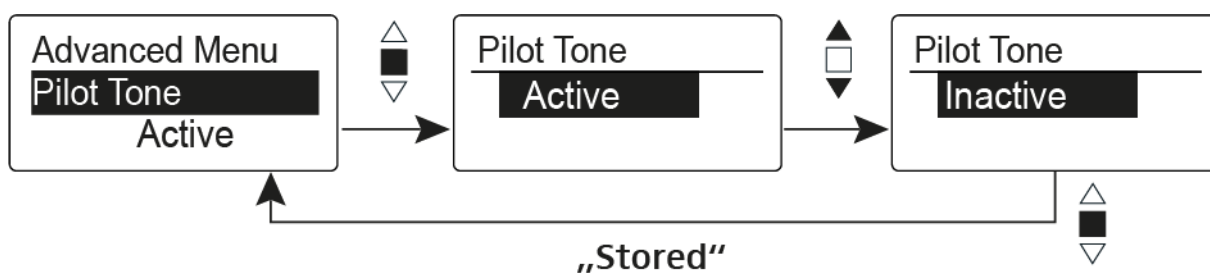 Advanced Menu
Pilot Tone
Active
Pilot Tone
Active
Pilot Tone
Inactive
„Stored“